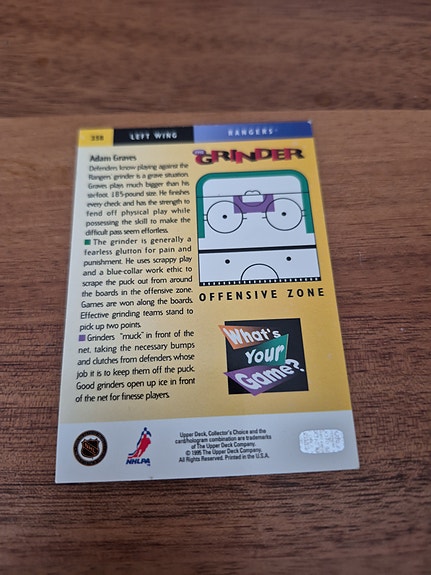 338 LEFT WING RANGERS
Adam Graves
Defenders know playing against the
Rangers' grinder is a grave situation.
Graves plays much bigger than his
six-foot, 185-pound size. He finishes
every check and has the strength to
fend off physical play while
possessing the skill to make the
difficult pass seem effortless.
The grinder is generally a
fearless glutton for pain and
punishment. He uses scrappy play
and a blue-collar work ethic to
scrape the puck out from around
the boards in the offensive zone.
Games are won along the boards.
Effective grinding teams stand to
pick up two points.
Grinders "muck" in front of the
net, taking the necessary bumps
and clutches from defenders whose
job it is to keep them off the puck.
Good grinders open up ice in front
of the net for finesse players.
THE GRINDER
OFFENSIVE ZONE
What's
Your
Game?
NHLPA
Upper Deck, Collector's Choice and the
card/hologram combination are trademarks
of The Upper Deck Company.
© 1995 The Upper Deck Company.
All Rights Reserved. Printed in the U.S.A.